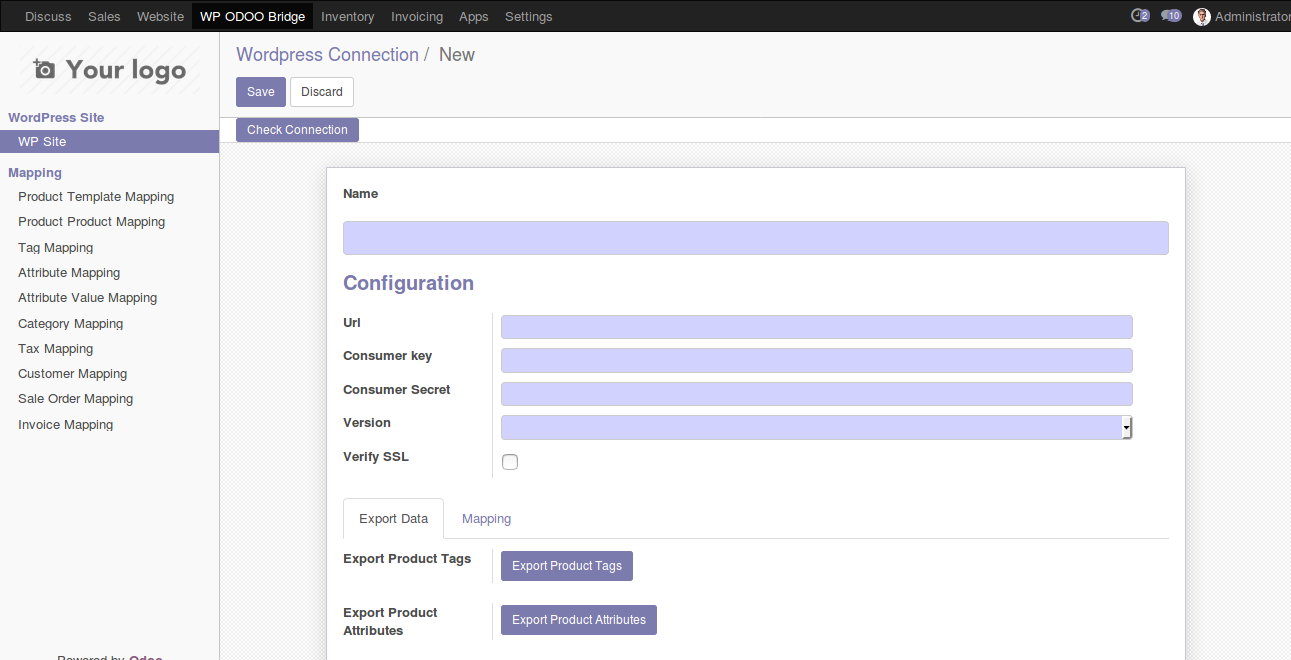 Discuss Sales Website WP ODOO Bridge Inventory Invoicing Apps Settings 2 10 Administrator
Your logo
WordPress Site
WP Site
Mapping
Product Template Mapping
Product Product Mapping
Tag Mapping
Attribute Mapping
Attribute Value Mapping
Category Mapping
Tax Mapping
Customer Mapping
Sale Order Mapping
Invoice Mapping
Powered by Odoo
Wordpress Connection / New
Save Discard
Check Connection
Name
Configuration
Url
Consumer key
Consumer Secret
Version
Verify SSL
Export Data Mapping
Export Product Tags Export Product Tags
Export Product
Attributes
Export Product Attributes